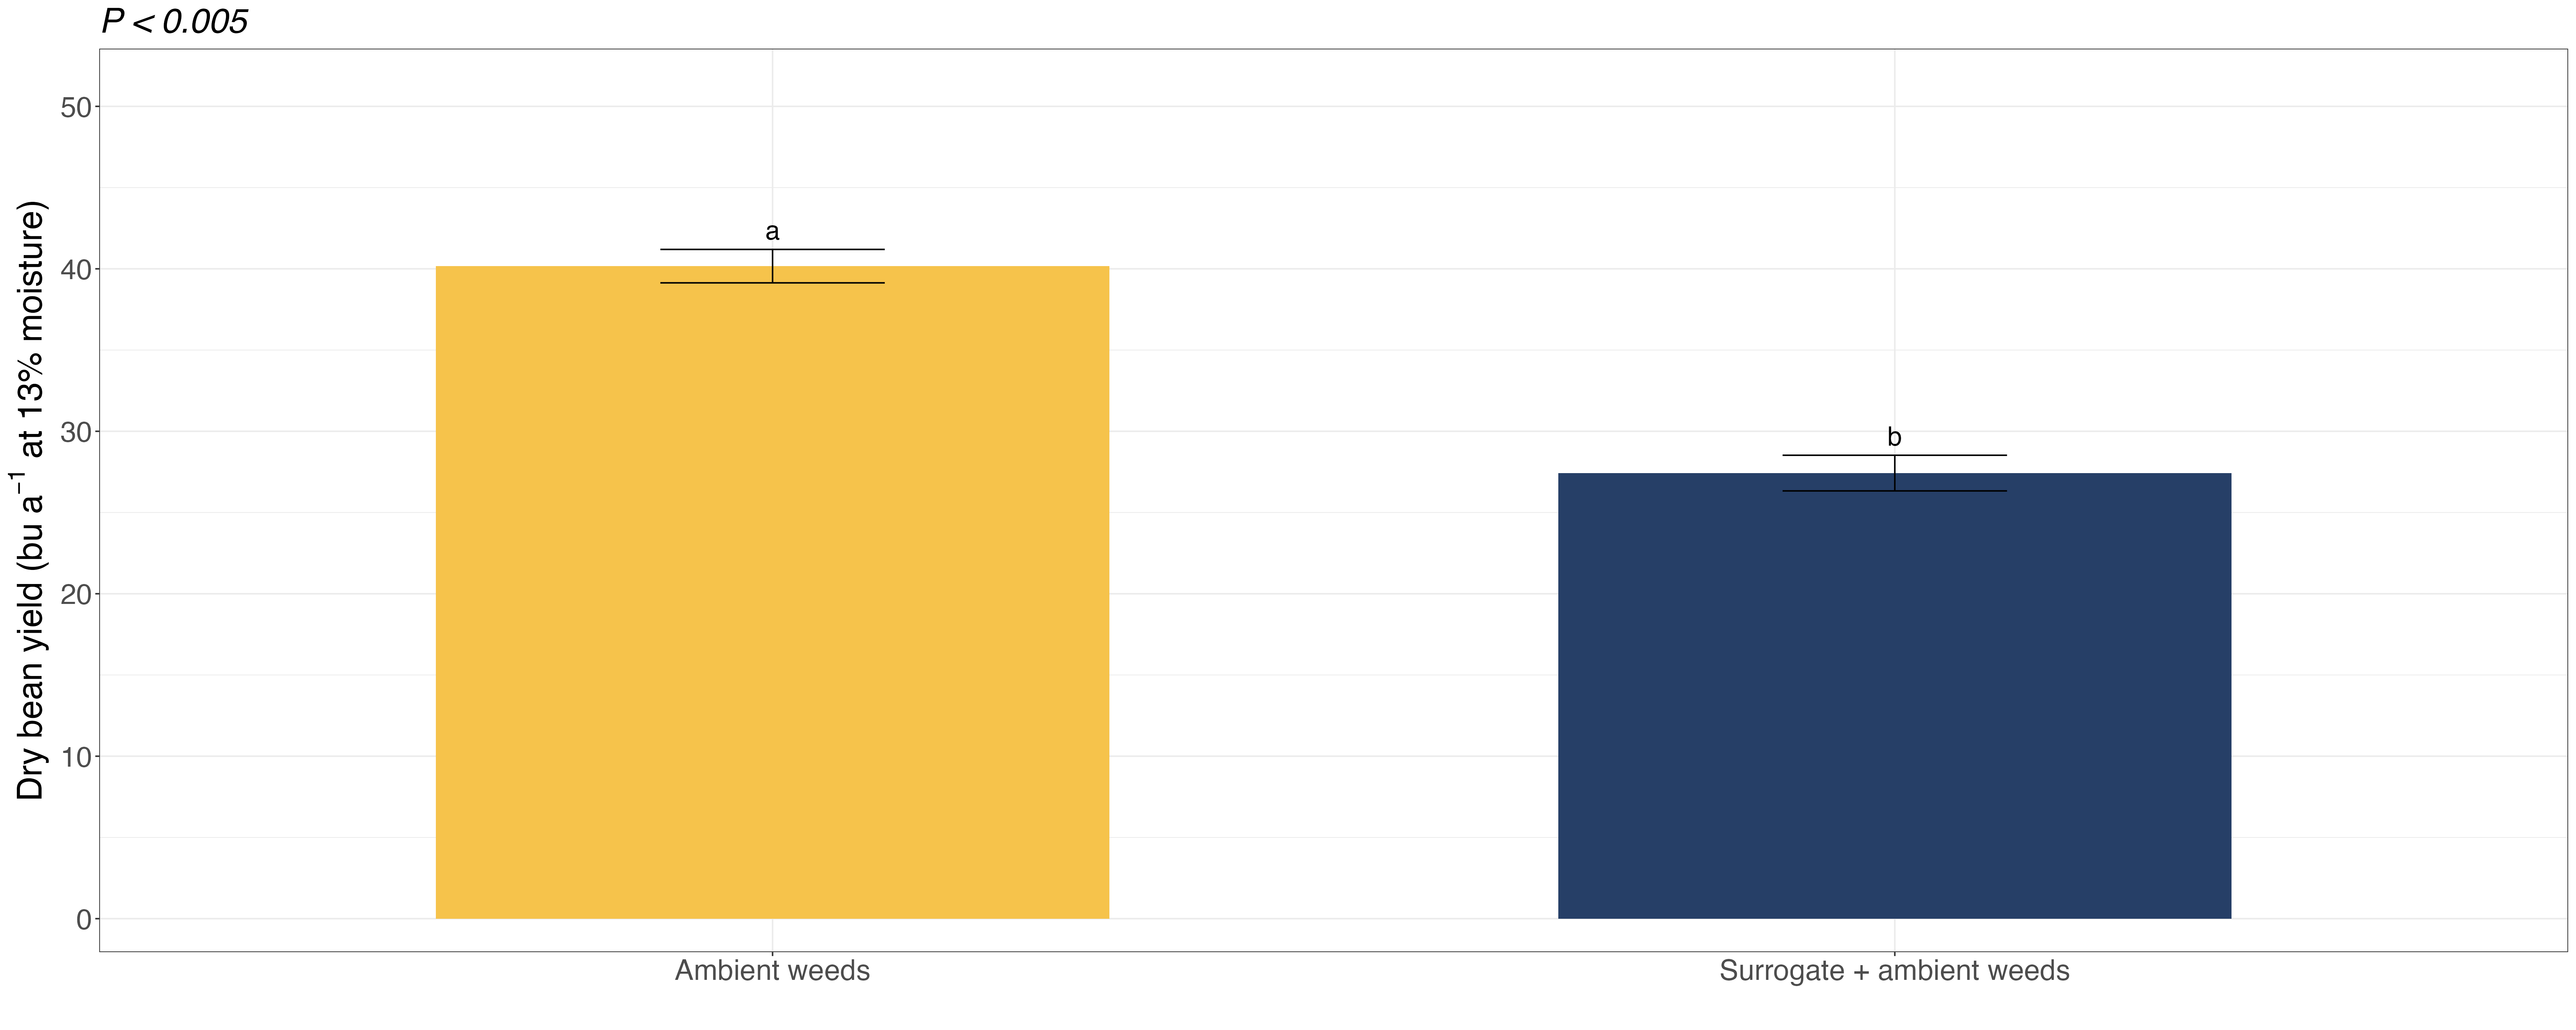 P < 0.005
Dry bean yield (bu a⁻¹ at 13% moisture)
50
40
30
20
10
0
a
b
Ambient weeds
Surrogate + ambient weeds